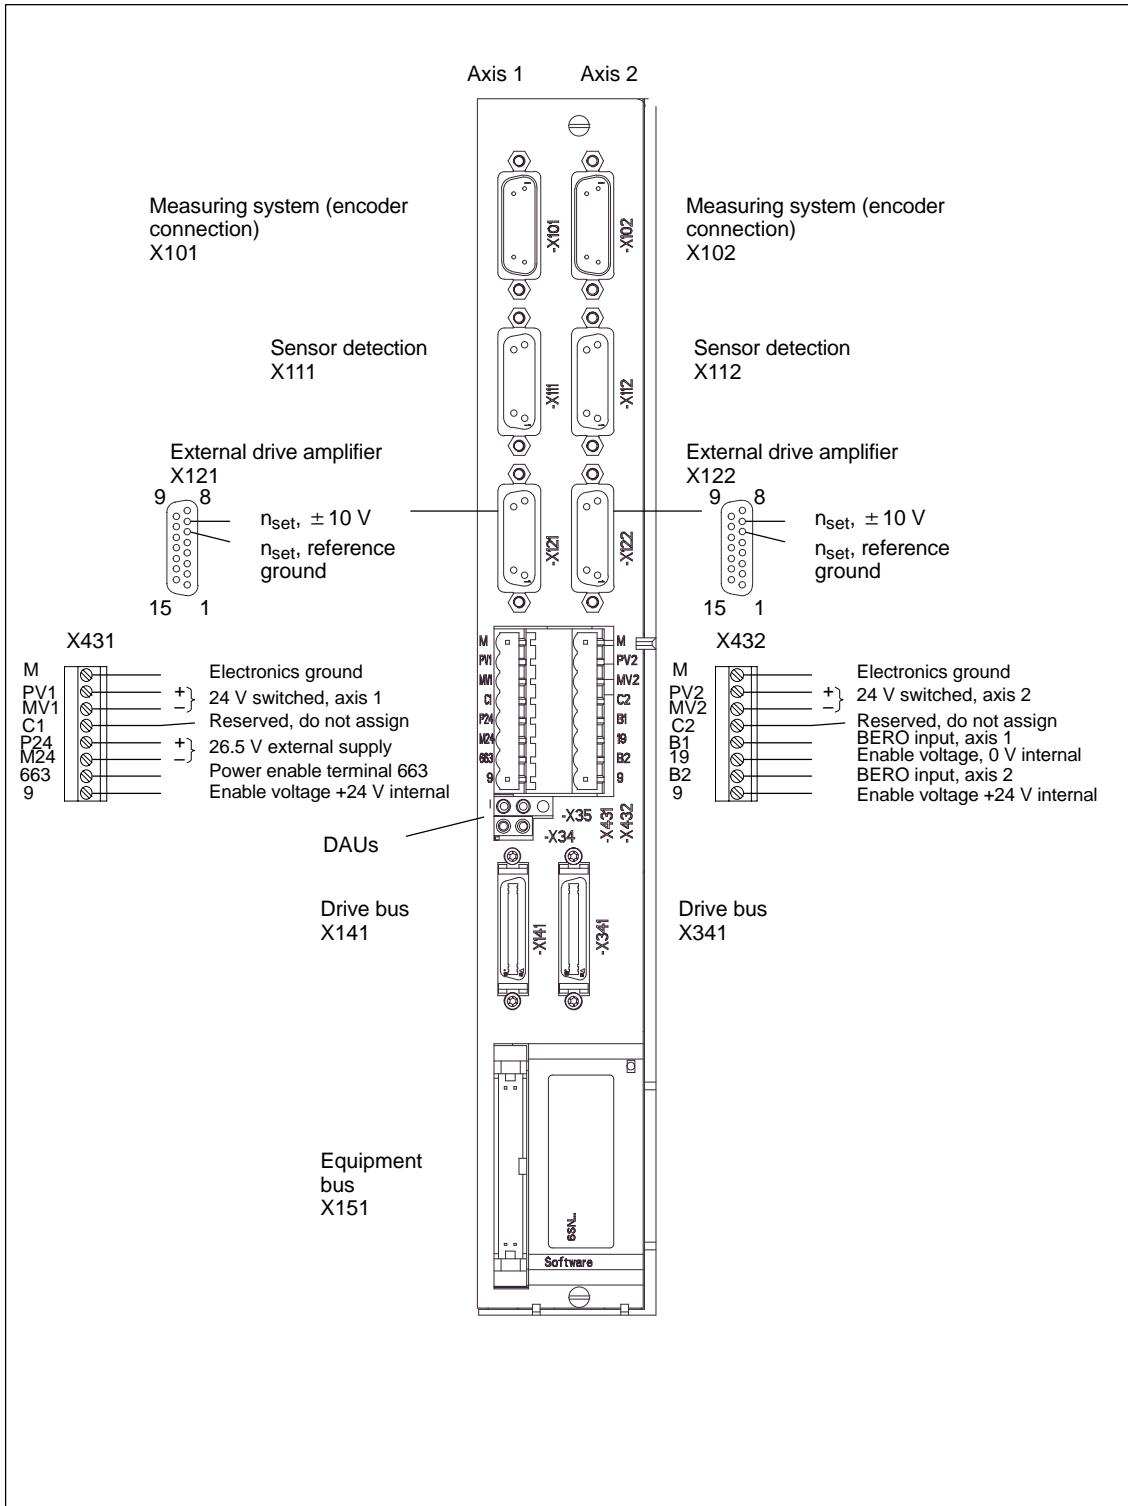 Axis 1 Axis 2
Measuring system (encoder
connection)
X101
Measuring system (encoder
connection)
X102
-X101
-X102
Sensor detection
X111
Sensor detection
X112
-X111
-X112
External drive amplifier
X121
9 8
nset, ± 10 V
nset, reference
ground
15 1
External drive amplifier
X122
9 8
nset, ± 10 V
nset, reference
ground
15 1
-X121
-X122
X431
M Electronics ground
PV1 + 24 V switched, axis 1
MV1 –
C1 Reserved, do not assign
P24 + 26.5 V external supply
M24 –
663 Power enable terminal 663
9 Enable voltage +24 V internal
M M
PV1 PV2
MV1 MV2
C1 C2
P24 B1
M24 19
663 B2
9 9
X432
M Electronics ground
PV2 + 24 V switched, axis 2
MV2 –
C2 Reserved, do not assign
B1 BERO input, axis 1
19 Enable voltage, 0 V internal
B2 BERO input, axis 2
9 Enable voltage +24 V internal
-X35
-X34
-X431
-X432
DAUs
Drive bus
X141
-X141
-X341
Drive bus
X341
Equipment
bus
X151
6SN..
Software